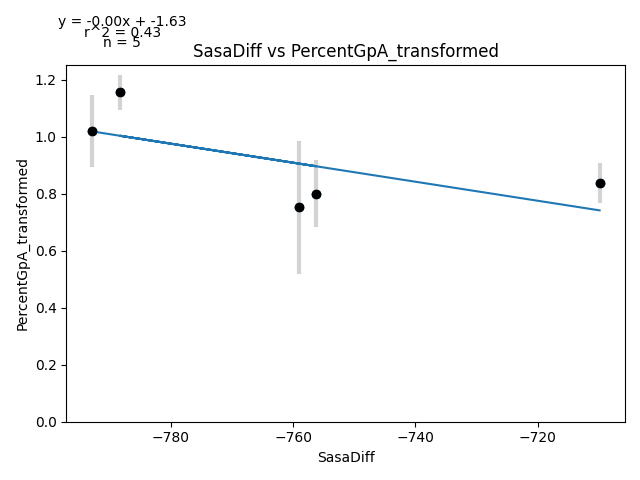 y = -0.00x + -1.63
r^2 = 0.43
n = 5
SasaDiff vs PercentGpA_transformed
1.2
1.0
0.8
0.6
0.4
0.2
0.0
PercentGpA_transformed
−780
−760
−740
−720
SasaDiff